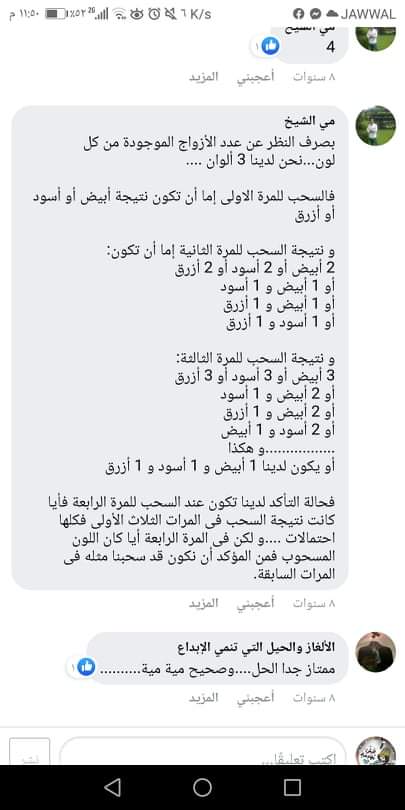 ١١:٥٠ م ٪٥٢ 26 ٦ K/s JAWWAL
مي الشيخ
4
١
٨ سنوات أعجبني المزيد
مي الشيخ
بصرف النظر عن عدد الأزواج الموجودة من كل
لون...نحن لدينا 3 ألوان ....
فالسحب للمرة الاولى إما أن تكون نتيجة أبيض أو أسود
أو أزرق
و نتيجة السحب للمرة الثانية إما أن تكون:
2 أبيض أو 2 أسود أو 2 أزرق
أو 1 أبيض و 1 أسود
أو 1 أبيض و 1 أزرق
أو 1 أسود و 1 أزرق
و نتيجة السحب للمرة الثالثة:
3 أبيض أو 3 أسود أو 3 أزرق
أو 2 أبيض و 1 أسود
أو 2 أبيض و 1 أزرق
أو 2 أسود و 1 أبيض
.................و هكذا
أو يكون لدينا 1 أبيض و 1 أسود و 1 أزرق
فحالة التأكد لدينا تكون عند السحب للمرة الرابعة فأيا
كانت نتيجة السحب فى المرات الثلاث الأولى فكلها
احتمالات ....و لكن فى المرة الرابعة أيا كان اللون
المسحوب فمن المؤكد أن نكون قد سحبنا مثله فى
المرات السابقة.
٨ سنوات أعجبني المزيد
الألغاز والحيل التي تنمي الإبداع
ممتاز جدا الحل....وصحيح مية مية..........
١
٨ سنوات أعجبني المزيد
اكتب تعليقًا...
نشر